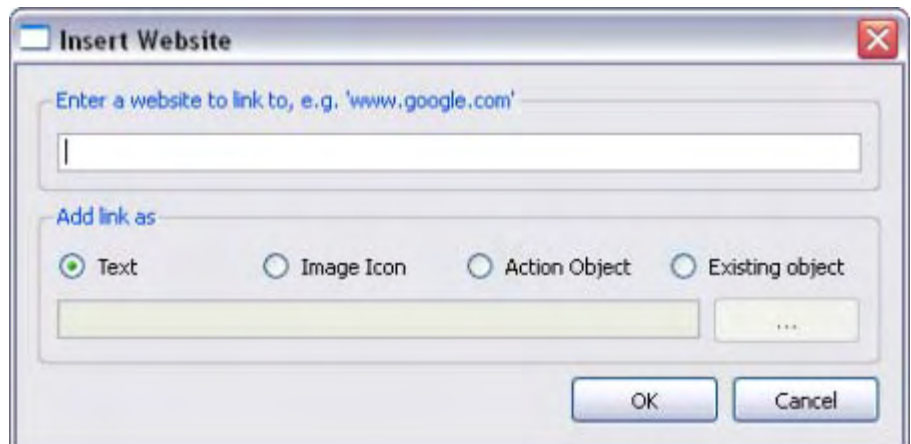 Insert Website
Enter a website to link to, e.g. 'www.google.com'
Add link as
Text Image Icon Action Object Existing object
...
OK Cancel